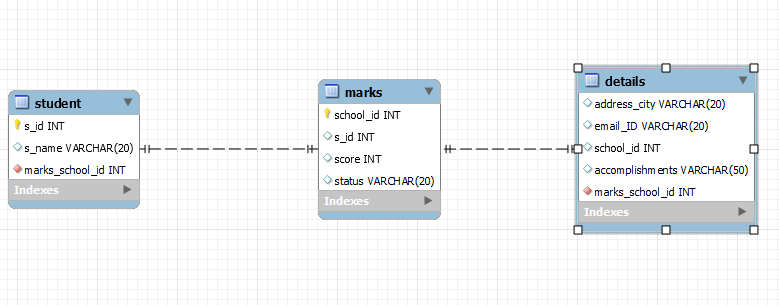 student
s_id INT
s_name VARCHAR(20)
marks_school_id INT
Indexes
marks
school_id INT
s_id INT
score INT
status VARCHAR(20)
Indexes
details
address_city VARCHAR(20)
email_ID VARCHAR(20)
school_id INT
accomplishments VARCHAR(50)
marks_school_id INT
Indexes